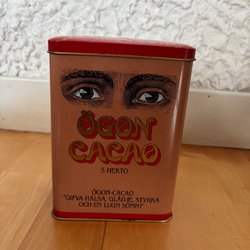 ÖGON
CACAO
5 HEKTO
ÖGON-CACAO
"GIFVA HÄLSA, GLÄDJE, STYRKA
OCH EN LUGN SÖMN!"